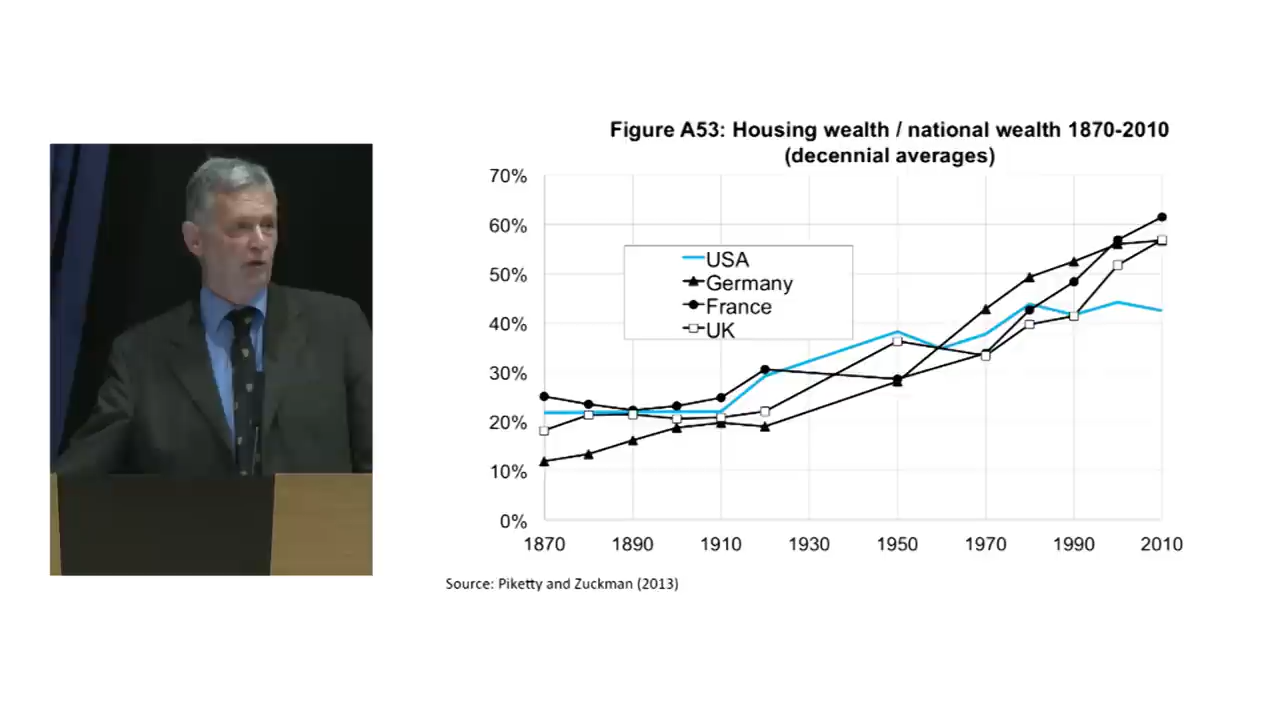 Figure A53: Housing wealth / national wealth 1870-2010
(decennial averages)
70%
60%
50%
40%
30%
20%
10%
0%
USA
Germany
France
UK
1870 1890 1910 1930 1950 1970 1990 2010
Source: Piketty and Zuckman (2013)